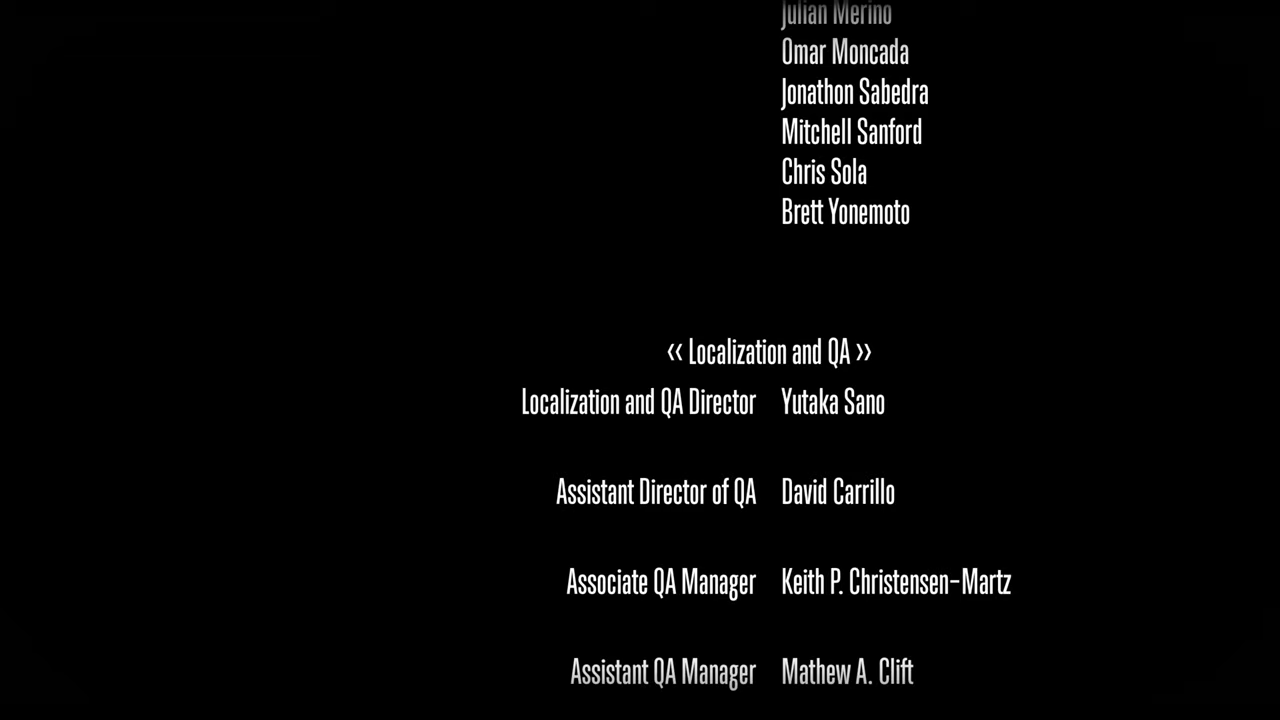 Julian Merino
Omar Moncada
Jonathon Sabedra
Mitchell Sanford
Chris Sola
Brett Yonemoto
‹‹ Localization and QA ››
Localization and QA Director Yutaka Sano
Assistant Director of QA David Carrillo
Associate QA Manager Keith P. Christensen-Martz
Assistant QA Manager Mathew A. Clift